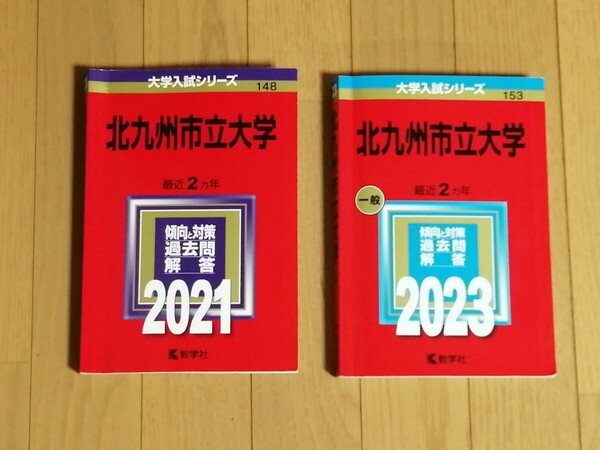 大学入試シリーズ
148
北九州市立大学
最近2ヵ年
傾向と対策
過去問
解答
2021
教学社
大学入試シリーズ
153
北九州市立大学
最近2ヵ年
一般
傾向と対策
過去問
解答
2023
教学社